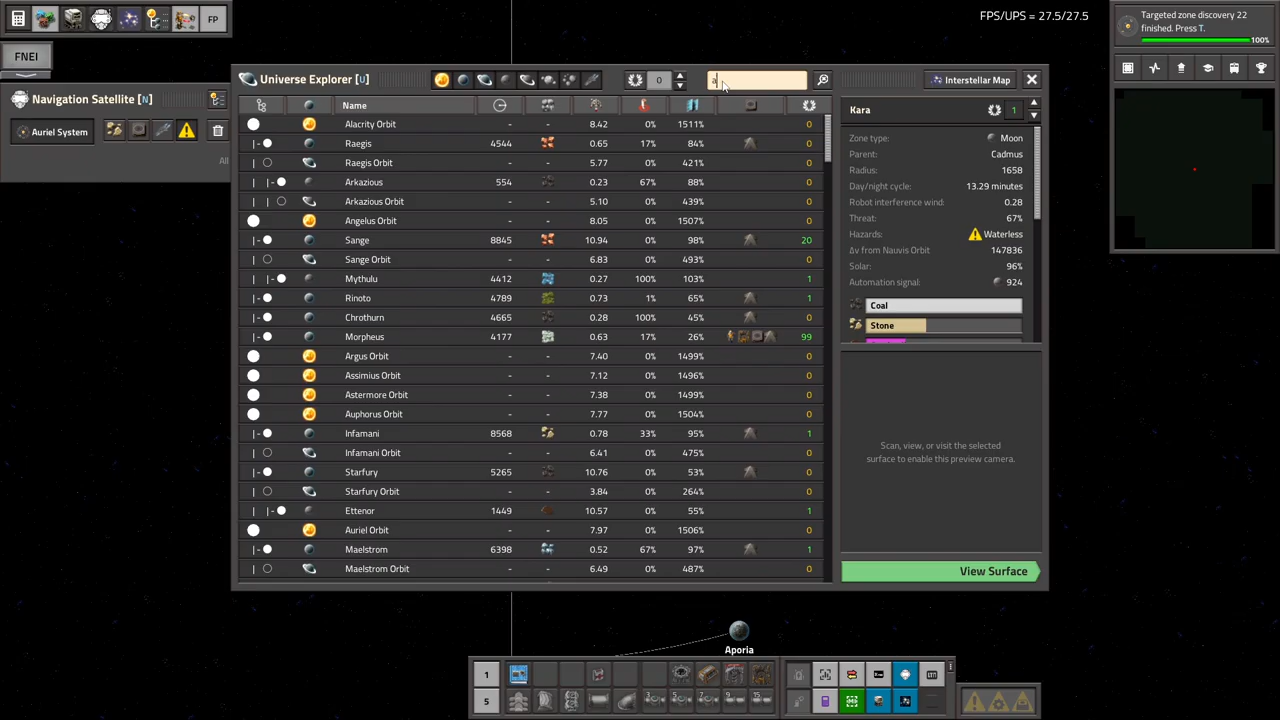 FP
FNEI
Navigation Satellite [N]
Auriel System
All
Universe Explorer [U]
0
a
Interstellar Map
Name
Alacrity Orbit - - 8.42 0% 1511% 0
|- Raegis 4544 0.65 17% 84% 0
| Raegis Orbit - - 5.77 421% 0
| |- Arkazious 554 0.23 67% 88% 0
| | Arkazious Orbit - - 5.10 0% 439% 0
Angelus Orbit - - 8.05 0% 1507% 0
|- Sange 8845 10.94 0% 98% 20
| Sange Orbit - - 6.83 0% 493% 0
| |- Mythulu 4412 0.27 100% 103% 1
|- Rinoto 4789 0.73 1% 65% 1
|- Chrothurn 4665 0.28 100% 45% 0
|- Morpheus 4177 0.63 17% 26% 99
Argus Orbit - - 7.40 0% 1499% 0
Assimius Orbit - - 7.12 0% 1496% 0
Astermore Orbit - - 7.38 0% 1499% 0
Auphorus Orbit - - 7.77 0% 1504% 0
|- Infamani 8568 0.78 33% 95% 1
| Infamani Orbit - - 6.41 0% 475% 0
|- Starfury 5265 10.76 0% 53% 0
| Starfury Orbit - - 3.84 0% 264% 0
| |- Ettenor 1449 10.57 0% 55% 1
Auriel Orbit - - 7.97 0% 1506% 0
|- Maelstrom 6398 0.52 67% 97% 1
| Maelstrom Orbit - - 6.49 0% 487% 0
Kara 1
Zone type: Moon
Parent: Cadmus
Radius: 1658
Day/night cycle: 13.29 minutes
Robot interference wind: 0.28
Threat: 67%
Hazards: Waterless
Δv from Nauvis Orbit 147836
Solar: 96%
Automation signal: 924
Coal
Stone
Scan, view, or visit the selected
surface to enable this preview camera.
View Surface
FPS/UPS = 27.5/27.5
Targeted zone discovery 22
finished. Press T.
100%
Aporia
1
5
3 5 7 9 15